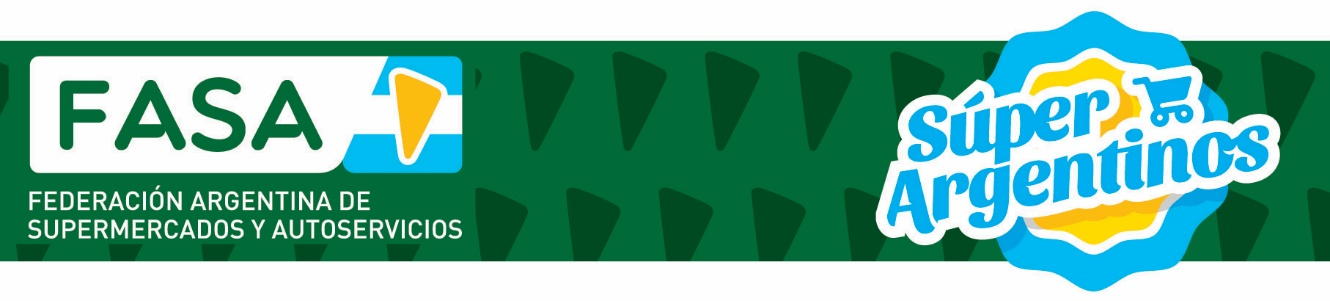 FASA
FEDERACIÓN ARGENTINA DE
SUPERMERCADOS Y AUTOSERVICIOS
Súper
Argentinos